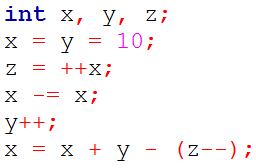 int x, y, z;
x = y = 10;
z = ++x;
x -= x;
y++;
x = x + y - (z--);